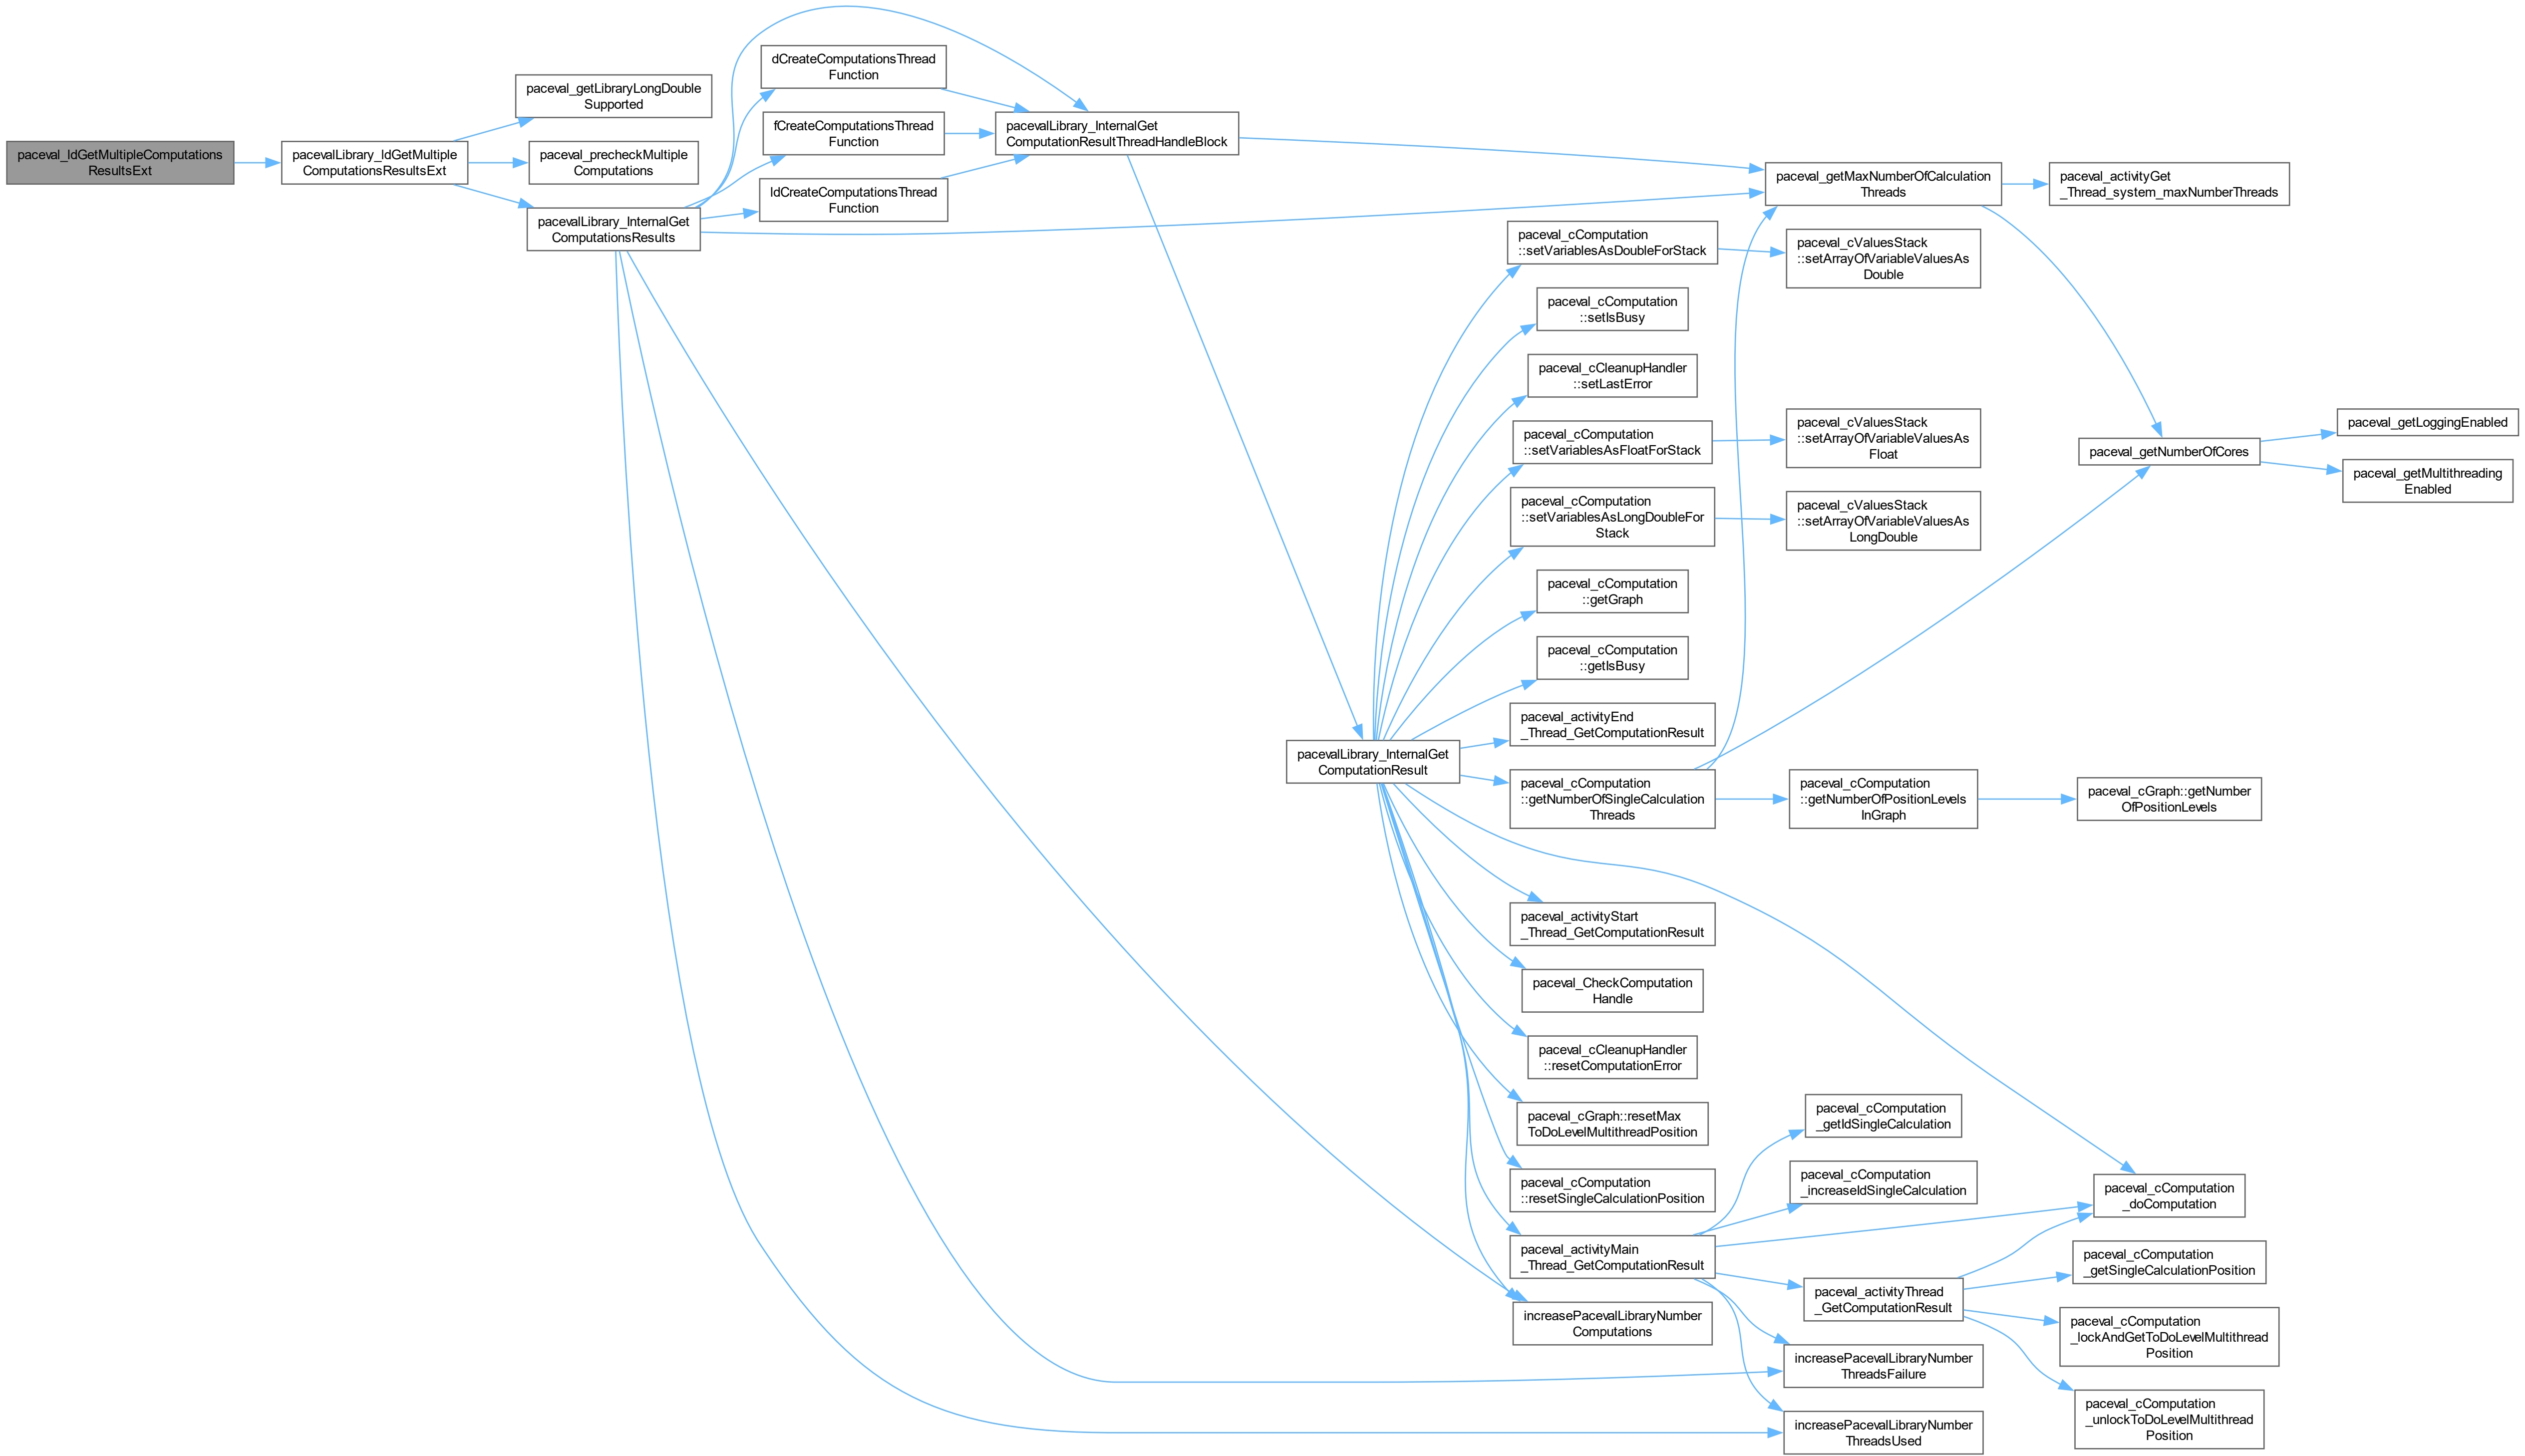 paceval_ldGetMultipleComputations
ResultsExt
pacevalLibrary_ldGetMultiple
ComputationsResultsExt
paceval_getLibraryLongDouble
Supported
paceval_precheckMultiple
Computations
pacevalLibrary_InternalGet
ComputationsResults
dCreateComputationsThread
Function
fCreateComputationsThread
Function
ldCreateComputationsThread
Function
pacevalLibrary_InternalGet
ComputationResultThreadHandleBlock
pacevalLibrary_InternalGet
ComputationResult
paceval_cComputation
::setVariablesAsDoubleForStack
paceval_cComputation
::setIsBusy
paceval_cCleanupHandler
::setLastError
paceval_cComputation
::setVariablesAsFloatForStack
paceval_cComputation
::setVariablesAsLongDoubleFor
Stack
paceval_cComputation
::getGraph
paceval_cComputation
::getIsBusy
paceval_activityEnd
_Thread_GetComputationResult
paceval_cComputation
::getNumberOfSingleCalculation
Threads
paceval_activityStart
_Thread_GetComputationResult
paceval_CheckComputation
Handle
paceval_cCleanupHandler
::resetComputationError
paceval_cGraph::resetMax
ToDoLevelMultithreadPosition
paceval_cComputation
::resetSingleCalculationPosition
paceval_activityMain
_Thread_GetComputationResult
increasePacevalLibraryNumber
Computations
paceval_getMaxNumberOfCalculation
Threads
paceval_cValuesStack
::setArrayOfVariableValuesAs
Double
paceval_cValuesStack
::setArrayOfVariableValuesAs
Float
paceval_cValuesStack
::setArrayOfVariableValuesAs
LongDouble
paceval_cComputation
::getNumberOfPositionLevels
InGraph
paceval_cComputation
_getIdSingleCalculation
paceval_cComputation
_increaseIdSingleCalculation
paceval_activityThread
_GetComputationResult
increasePacevalLibraryNumber
ThreadsFailure
increasePacevalLibraryNumber
ThreadsUsed
paceval_activityGet
_Thread_system_maxNumberThreads
paceval_getNumberOfCores
paceval_cGraph::getNumber
OfPositionLevels
paceval_cComputation
_doComputation
paceval_cComputation
_getSingleCalculationPosition
paceval_cComputation
_lockAndGetToDoLevelMultithread
Position
paceval_cComputation
_unlockToDoLevelMultithread
Position
paceval_getLoggingEnabled
paceval_getMultithreading
Enabled